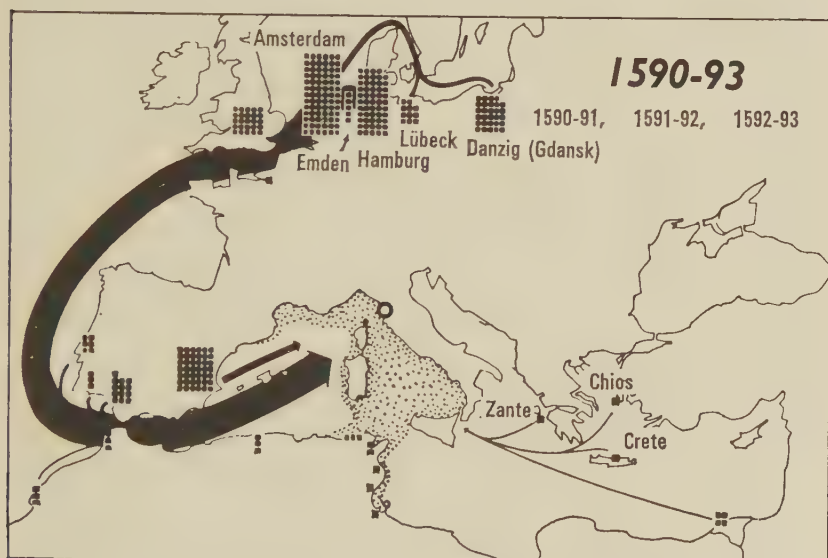 Amsterdam
1590-93
1590-91, 1591-92, 1592-93
Lübeck
Emden Hamburg Danzig (Gdansk)
Chios
Zante
Crete